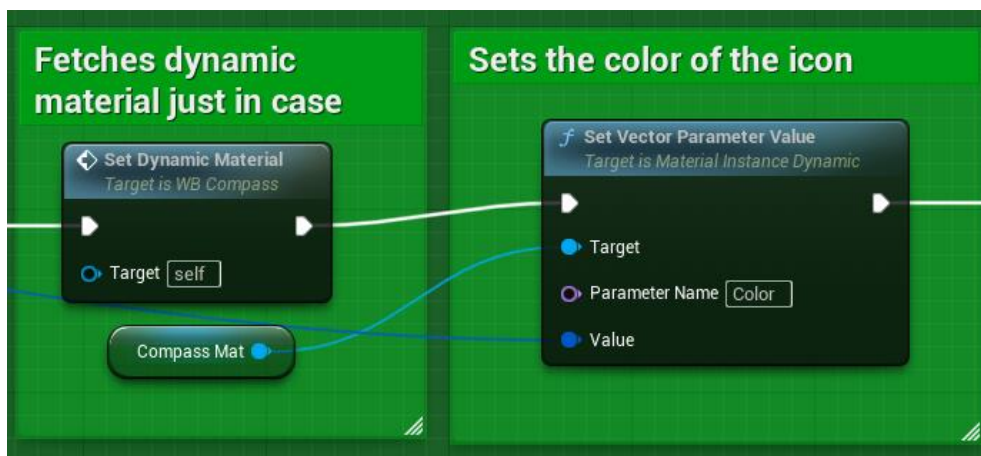 Fetches dynamic
material just in case
Set Dynamic Material
Target is WB Compass
Target self
Compass Mat
Sets the color of the icon
f Set Vector Parameter Value
Target is Material Instance Dynamic
Target
Parameter Name Color
Value